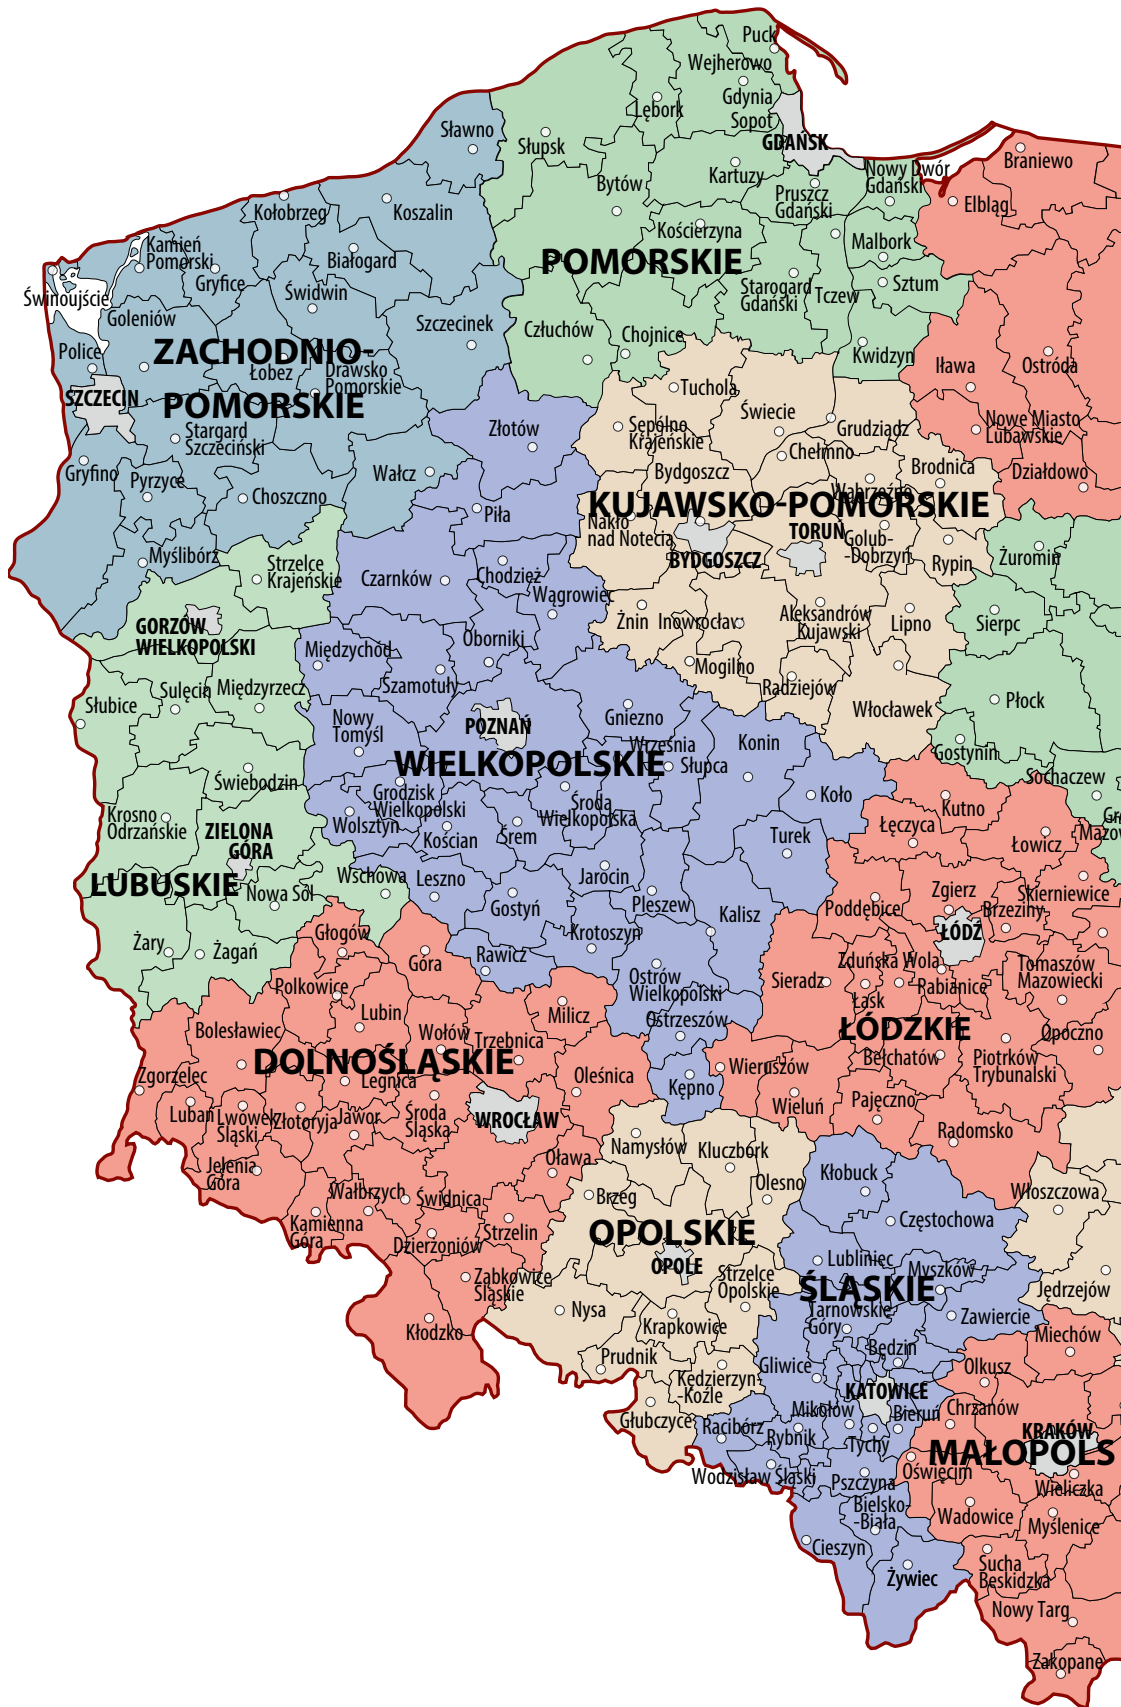 Puck
Wejherowo
Gdynia
Sopot
Lębork
GDAŃSK
Sławno
Słupsk
Braniewo
Nowy Dwór
Gdański
Kartuzy
Bytów
Pruszcz
Gdański
Elbląg
Kołobrzeg
Koszalin
Kościerzyna
Malbork
Kamień
Pomorski
Białogard
POMORSKIE
Gryfice
Świdwin
Starogard
Gdański
Tczew
Sztum
Świnoujście
Goleniów
Szczecinek
Człuchów
Chojnice
Kwidzyn
Police
ZACHODNIO-
POMORSKIE
Łobez
Drawsko
Pomorskie
Iława
Ostróda
SZCZECIN
Tuchola
Świecie
Stargard
Szczeciński
Złotów
Sępólno
Krajeńskie
Grudziądz
Nowe Miasto
Lubawskie
Chełmno
Gryfino
Pyrzyce
Wałcz
Bydgoszcz
Brodnica
Działdowo
Choszczno
Wąbrzeźno
KUJAWSKO-POMORSKIE
Piła
Nakło
nad Notecią
TORUŃ
Golub-
-Dobrzyń
Myślibórz
Strzelce
Krajeńskie
BYDGOSZCZ
Rypin
Żuromin
Czarnków
Chodzież
Wągrowiec
GORZÓW
WIELKOPOLSKI
Żnin
Inowrocław
Aleksandrów
Kujawski
Lipno
Sierpc
Międzychód
Oborniki
Mogilno
Szamotuły
Radziejów
Sulęcin
Międzyrzecz
Słubice
Płock
Nowy
Tomyśl
POZNAŃ
Gniezno
Włocławek
Września
Konin
Gostynin
WIELKOPOLSKIE
Słupca
Świebodzin
Sochaczew
Grodzisk
Wielkopolski
Środa
Wielkopolska
Koło
Kutno
Krosno
Odrzańskie
ZIELONA
GÓRA
Wolsztyn
Kościan
Śrem
Turek
Łęczyca
Łowicz
LUBUSKIE
Nowa Sól
Wschowa
Leszno
Jarocin
Zgierz
Skierniewice
Gostyń
Pleszew
Kalisz
Poddębice
Brzeziny
ŁÓDŹ
Żary
Żagań
Głogów
Góra
Rawicz
Krotoszyn
Zduńska Wola
Tomaszów
Mazowiecki
Ostrów
Wielkopolski
Sieradz
Łask
Rabianice
Polkowice
Lubin
Milicz
Ostrzeszów
ŁÓDZKIE
Opoczno
Bolesławiec
Wołów
Trzebnica
DOLNOŚLĄSKIE
Bełchatów
Piotrków
Trybunalski
Zgorzelec
Legnica
Oleśnica
Kępno
Wieruszów
Lubań
Lwówek
Śląski
Złotoryja
Jawor
Środa
Śląska
WROCŁAW
Wieluń
Pajęczno
Radomsko
Namysłów
Kluczbork
Jelenia
Góra
Oława
Kłobuck
Wałbrzych
Świdnica
Brzeg
Olesno
Włoszczowa
Kamienna
Góra
Strzelin
OPOLSKIE
Częstochowa
Dzierżoniów
OPOLE
Strzelce
Opolskie
Lubliniec
Myszków
Ząbkowice
Śląskie
ŚLĄSKIE
Jędrzejów
Kłodzko
Nysa
Krapkowice
Tarnowskie
Góry
Zawiercie
Miechów
Prudnik
Kędzierzyn
-Koźle
Gliwice
Będzin
Olkusz
KATOWICE
Głubczyce
Racibórz
Rybnik
Mikołów
Bieruń
Chrzanów
Tychy
KRAKÓW
MAŁOPOLS
Wodzisław Śląski
Pszczyna
Oświęcim
Wieliczka
Bielsko-
-Biała
Wadowice
Myślenice
Cieszyn
Żywiec
Sucha
Beskidzka
Nowy Targ
Zakopane